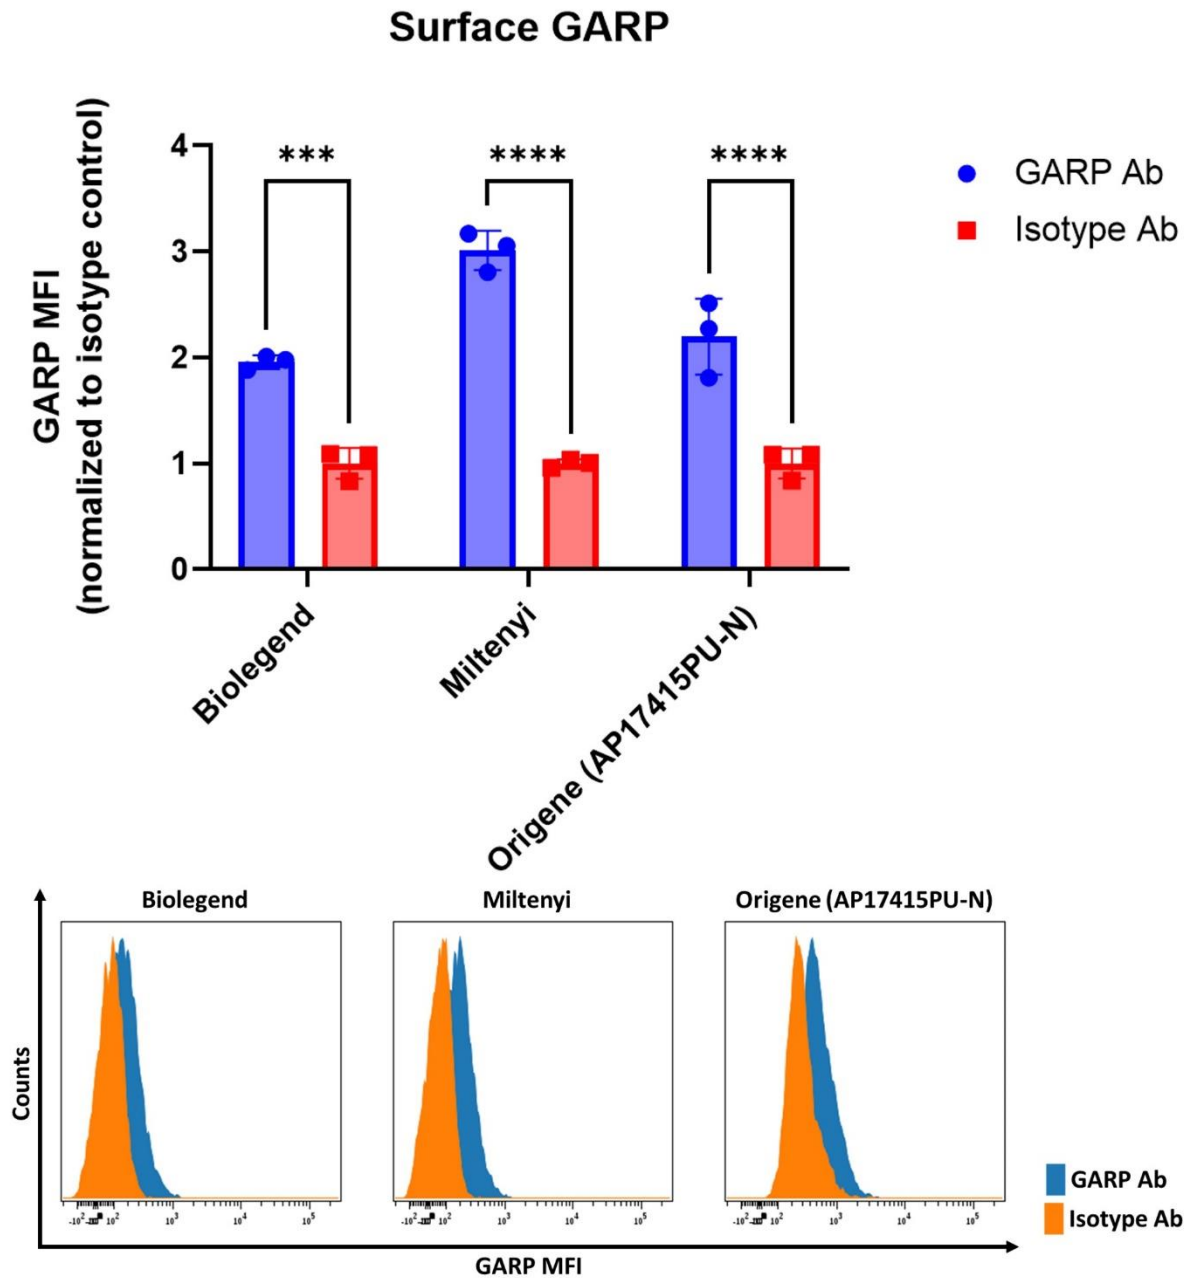 Surface GARP
GARP MFI
(normalized to isotype control)
4
3
2
1
0
***
****
****
GARP Ab
Isotype Ab
Biolegend
Miltenyi
Origene (AP17415PU-N)
Biolegend
Miltenyi
Origene (AP17415PU-N)
Counts
10² 10³ 10⁴ 10⁵
10² 10³ 10⁴ 10⁵
10² 10³ 10⁴ 10⁵
GARP MFI
GARP Ab
Isotype Ab